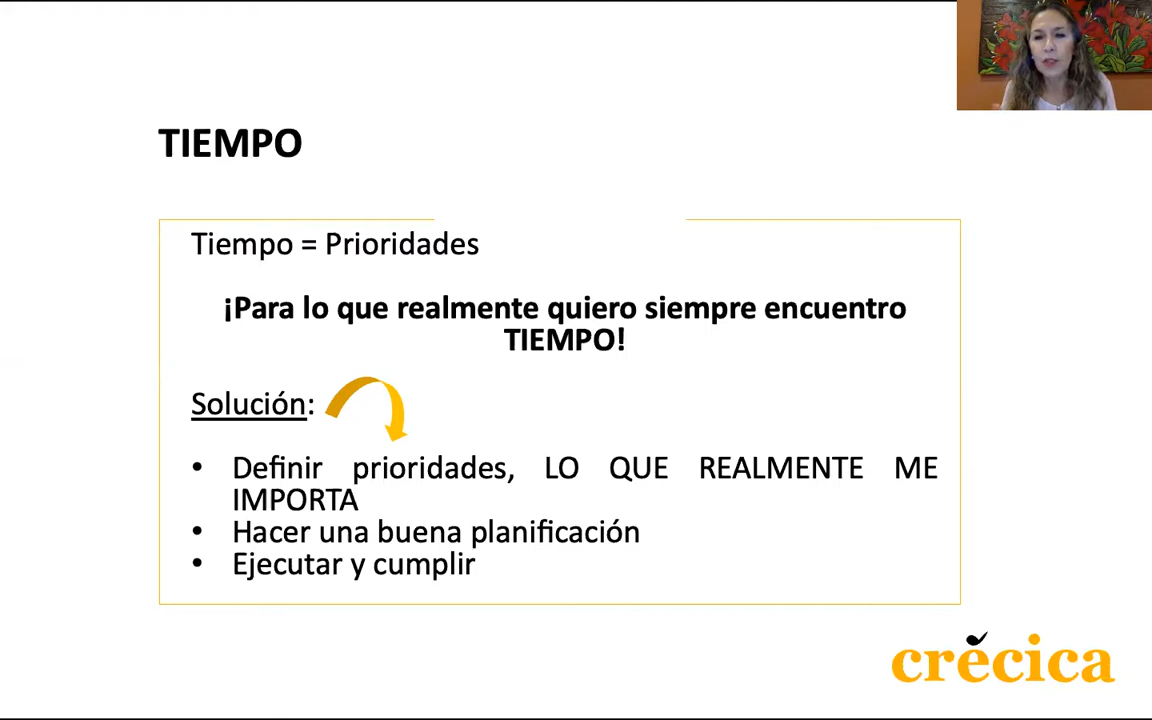 TIEMPO
Tiempo = Prioridades
¡Para lo que realmente quiero siempre encuentro
TIEMPO!
Solución:
• Definir prioridades, LO QUE REALMENTE ME
IMPORTA
• Hacer una buena planificación
• Ejecutar y cumplir
crecica